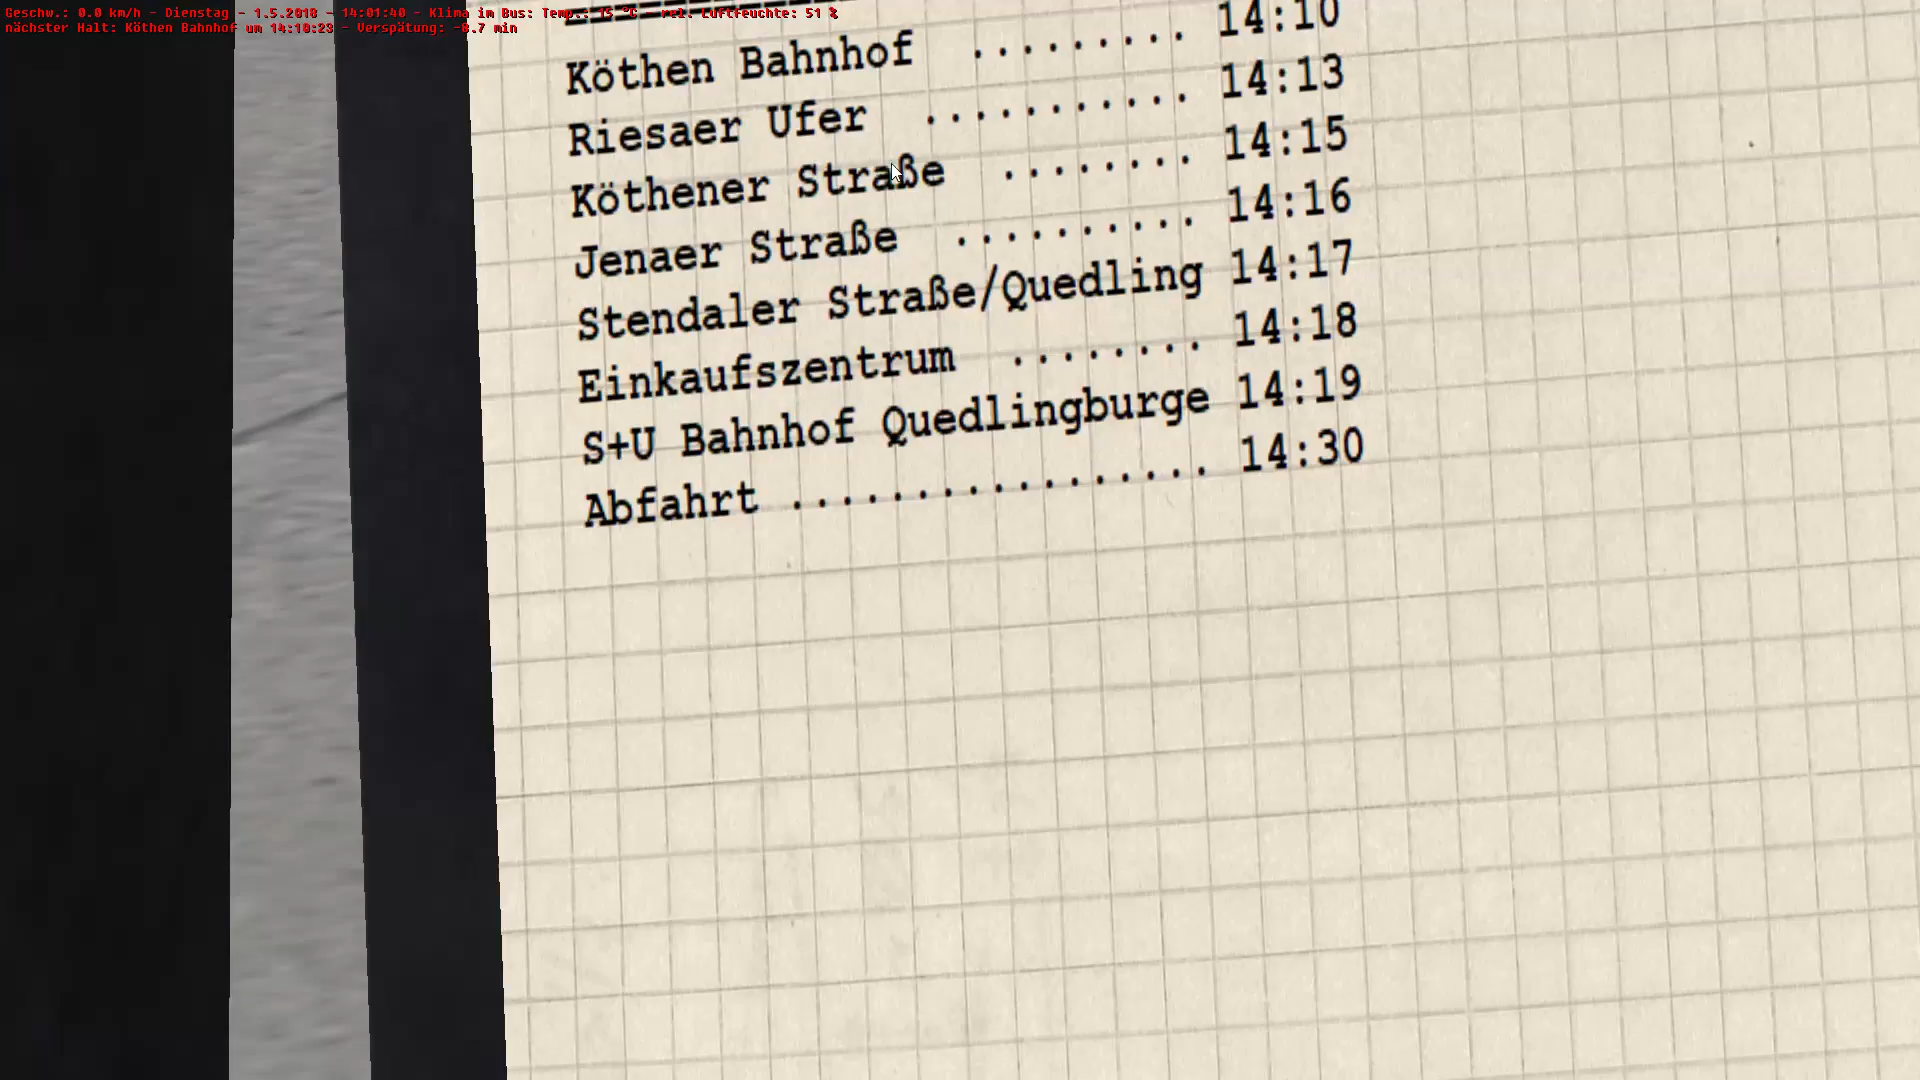 Geschw.: 0.0 km/h - Dienstag - 1.5.2018 - 14:01:40 - Klima im Bus: Temp.: °C - rel. Luftfeuchte: 51 %
nächster Halt: Köthen Bahnhof um 14:10:23 - Verspätung: -8.7 min
Köthen Bahnhof ......... 14:10
Riesaer Ufer ........... 14:13
Köthener Straße ........ 14:15
Jenaer Straße .......... 14:16
Stendaler Straße/Quedling 14:17
Einkaufszentrum ........ 14:18
S+U Bahnhof Quedlingburge 14:19
Abfahrt ................. 14:30